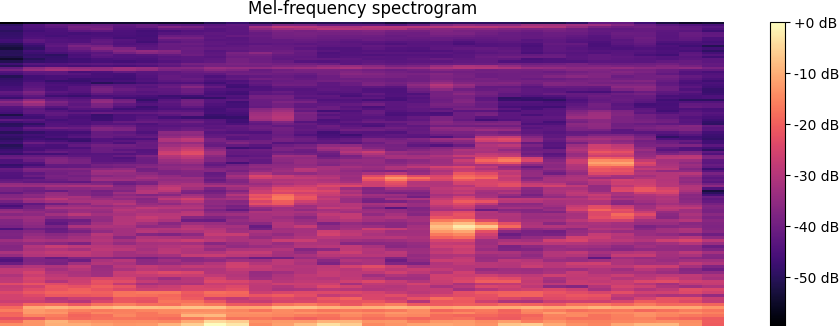 Mel-frequency spectrogram
+0 dB
-10 dB
-20 dB
-30 dB
-40 dB
-50 dB